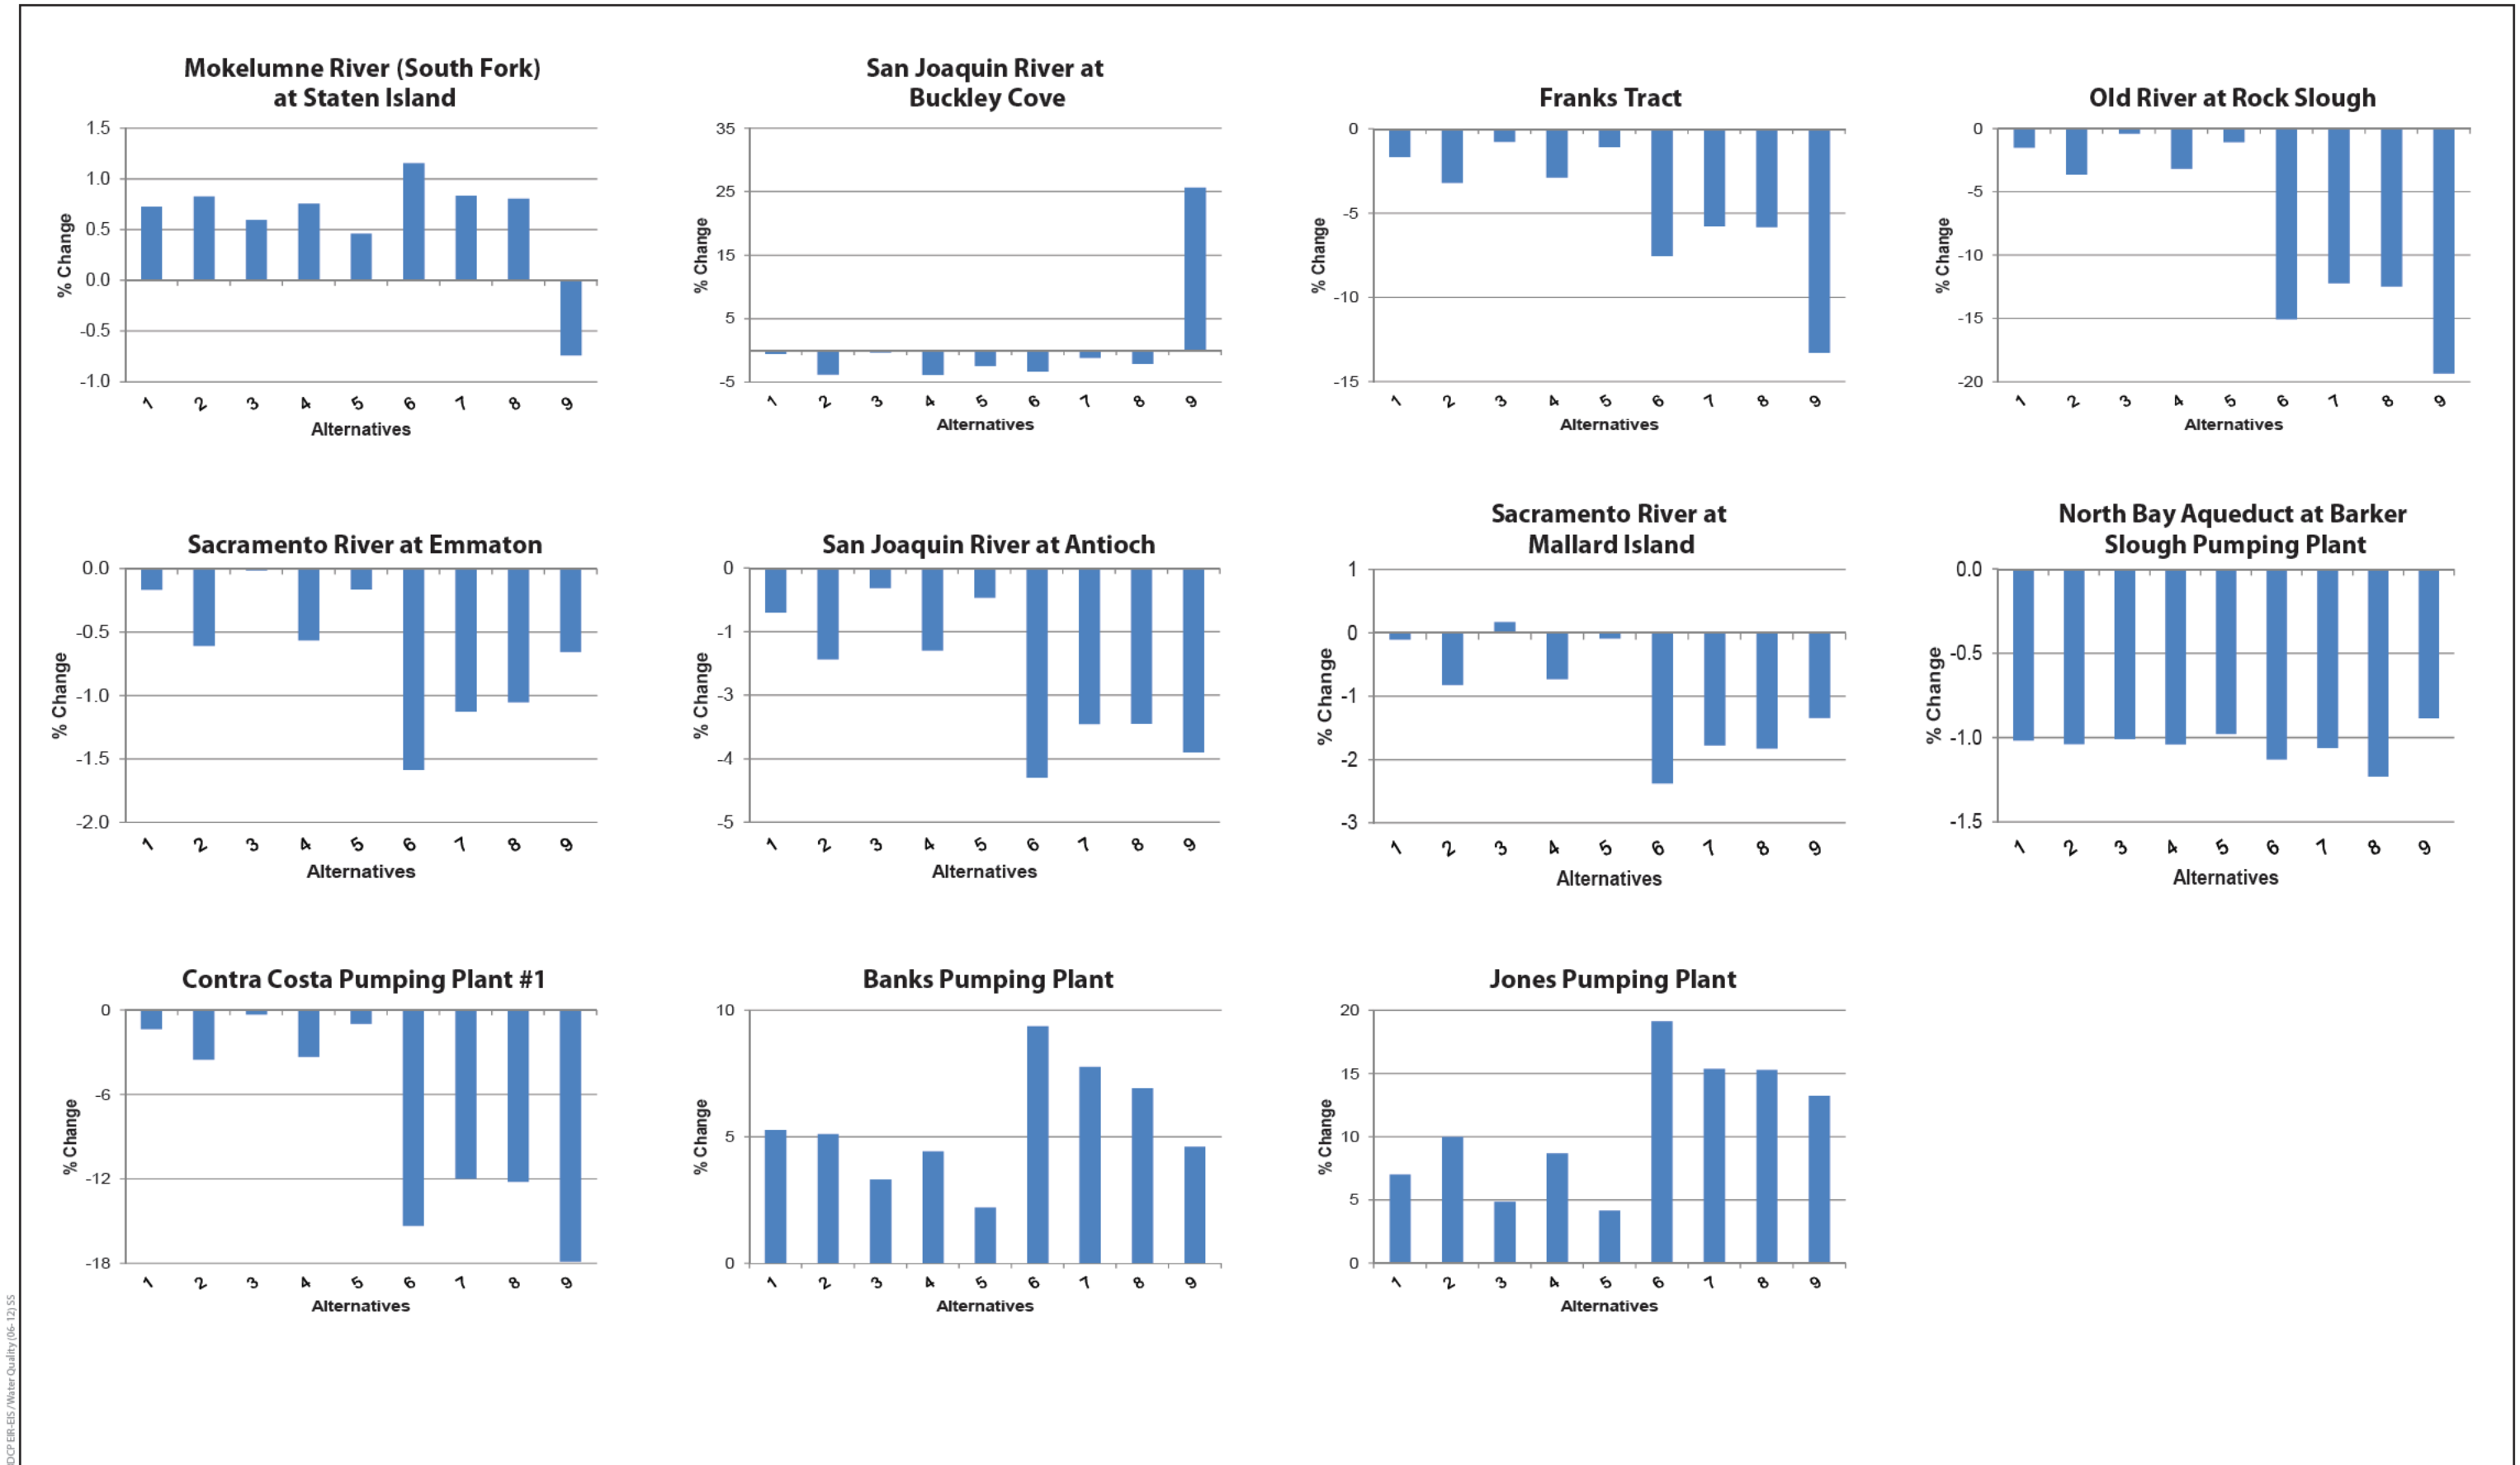 Mokelumne River (South Fork)
at Staten Island
1.5
1.0
0.5
0.0
-0.5
-1.0
% Change
1 2 3 4 5 6 7 8 9
Alternatives
San Joaquin River at
Buckley Cove
35
25
15
5
-5
% Change
1 2 3 4 5 6 7 8 9
Alternatives
Franks Tract
0
-5
-10
-15
% Change
1 2 3 4 5 6 7 8 9
Alternatives
Old River at Rock Slough
0
-5
-10
-15
-20
% Change
1 2 3 4 5 6 7 8 9
Alternatives
Sacramento River at Emmaton
0.0
-0.5
-1.0
-1.5
-2.0
% Change
1 2 3 4 5 6 7 8 9
Alternatives
San Joaquin River at Antioch
0
-1
-3
-4
-5
% Change
1 2 3 4 5 6 7 8 9
Alternatives
Sacramento River at
Mallard Island
1
0
-1
-2
-3
% Change
1 2 3 4 5 6 7 8 9
Alternatives
North Bay Aqueduct at Barker
Slough Pumping Plant
0.0
-0.5
-1.0
-1.5
% Change
1 2 3 4 5 6 7 8 9
Alternatives
Contra Costa Pumping Plant #1
0
-6
-12
-18
% Change
1 2 3 4 5 6 7 8 9
Alternatives
Banks Pumping Plant
10
5
0
% Change
1 2 3 4 5 6 7 8 9
Alternatives
Jones Pumping Plant
20
15
10
5
0
% Change
1 2 3 4 5 6 7 8 9
Alternatives
DCP EIR-EIS / Water Quality (06-12) SS